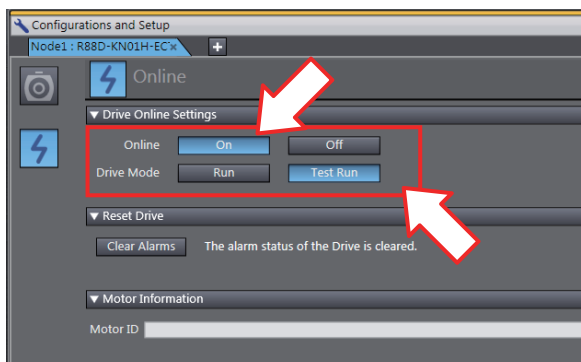 Configurations and Setup
Node1 : R88D-KN01H-EC
Online
▼ Drive Online Settings
Online On Off
Drive Mode Run Test Run
▼ Reset Drive
Clear Alarms The alarm status of the Drive is cleared.
▼ Motor Information
Motor ID